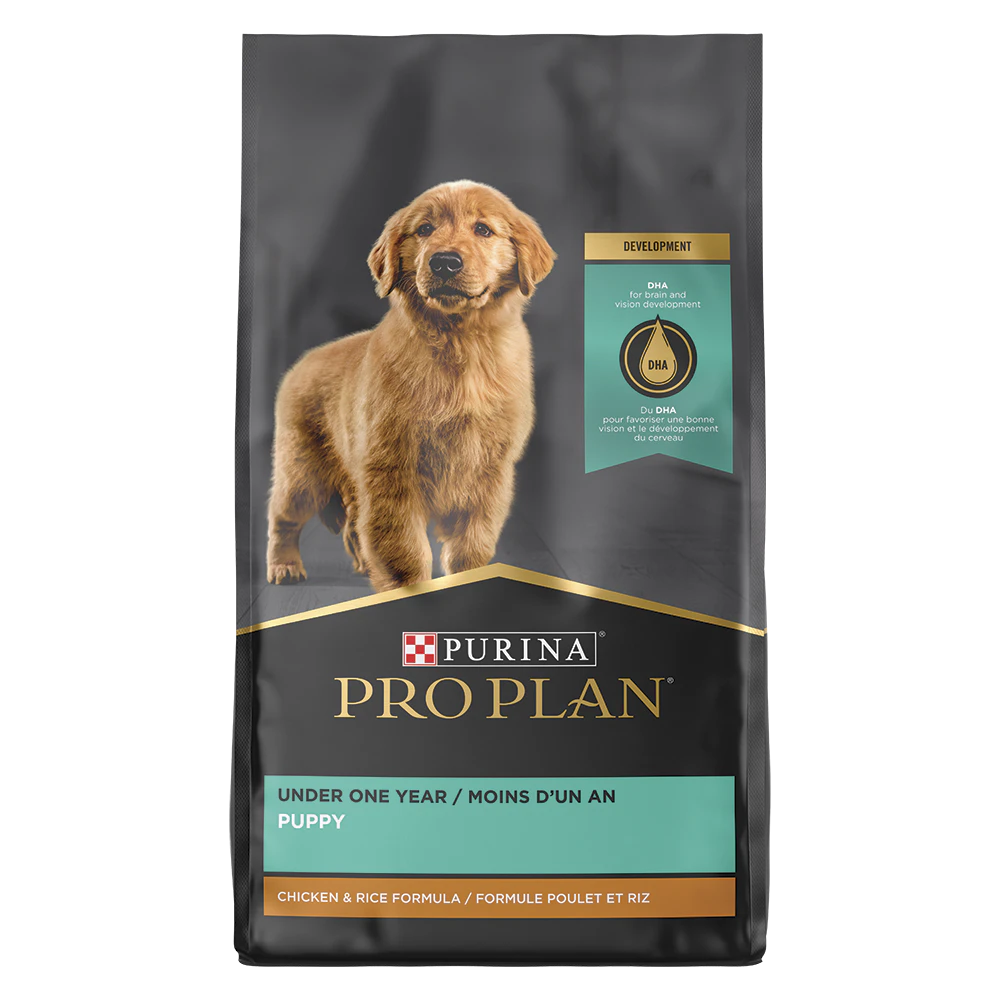 DEVELOPMENT
DHA
for brain and
vision development
DHA
Du DHA
pour favoriser une bonne
vision et le développement
du cerveau
PURINA®
PRO PLAN®
UNDER ONE YEAR / MOINS D'UN AN
PUPPY
CHICKEN & RICE FORMULA / FORMULE POULET ET RIZ